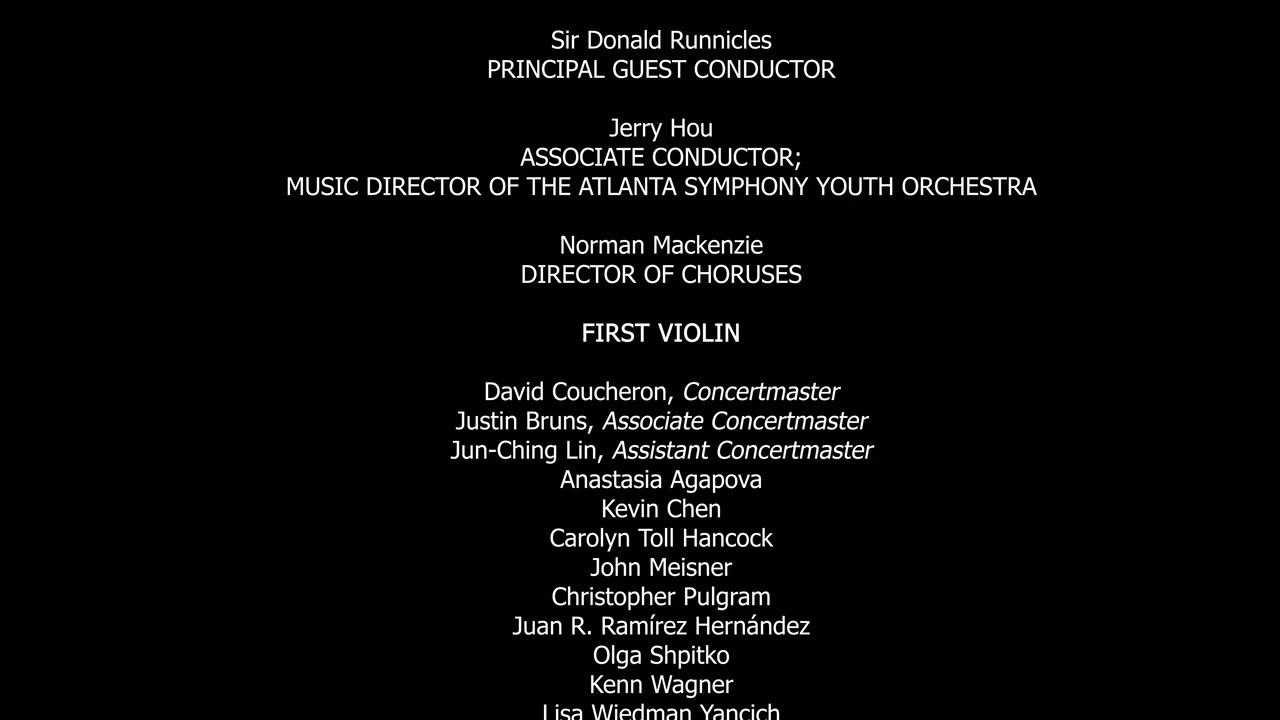 Sir Donald Runnicles
PRINCIPAL GUEST CONDUCTOR
Jerry Hou
ASSOCIATE CONDUCTOR;
MUSIC DIRECTOR OF THE ATLANTA SYMPHONY YOUTH ORCHESTRA
Norman Mackenzie
DIRECTOR OF CHORUSES
FIRST VIOLIN
David Coucheron, Concertmaster
Justin Bruns, Associate Concertmaster
Jun-Ching Lin, Assistant Concertmaster
Anastasia Agapova
Kevin Chen
Carolyn Toll Hancock
John Meisner
Christopher Pulgram
Juan R. Ramírez Hernández
Olga Shpitko
Kenn Wagner
Lisa Wiedman Yancich